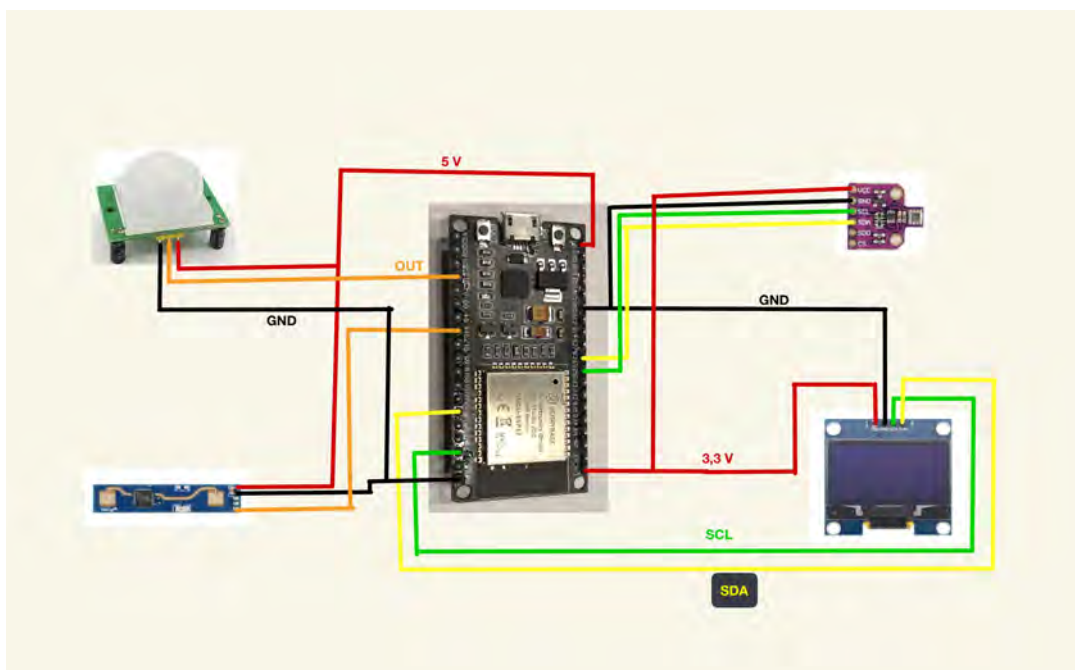 5 V
OUT
GND
VCC
GND
SCL
SDA
SDO
CS
GND
3,3 V
SCL
SDA